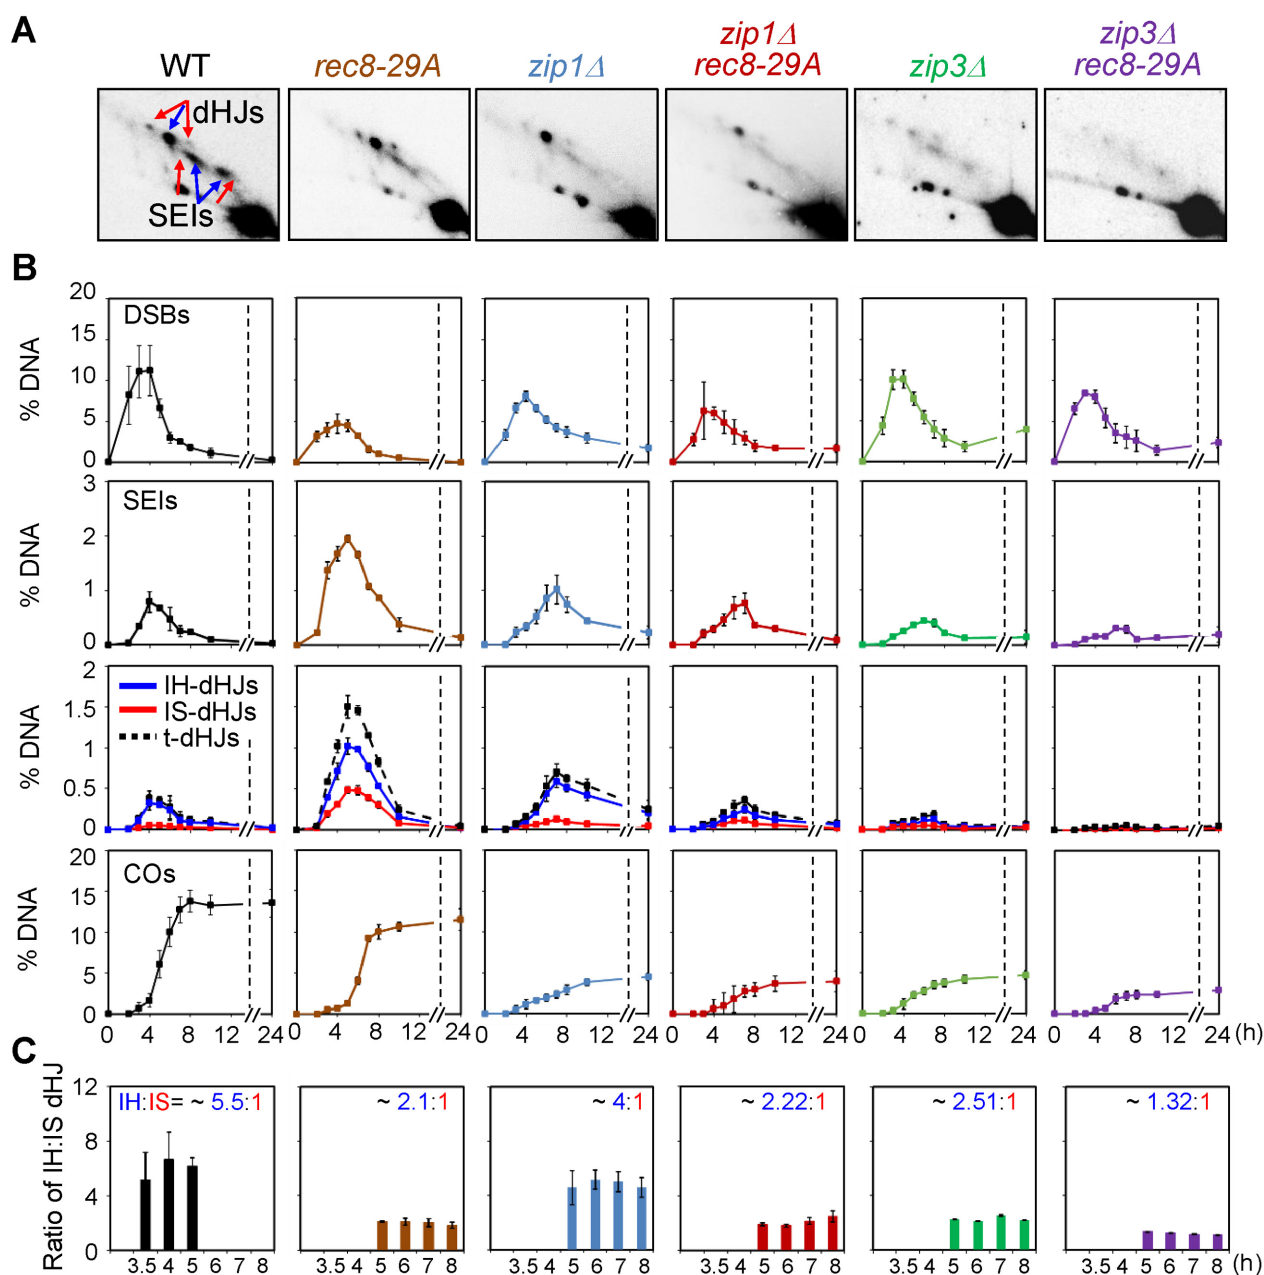 A
WT
rec8-29A
zip1Δ
zip1Δ
rec8-29A
zip3Δ
zip3Δ
rec8-29A
dHJs
SEIs
B
% DNA
20
15
10
5
0
DSBs
% DNA
3
2
1
0
SEIs
% DNA
2
1.5
1
0.5
0
IH-dHJs
IS-dHJs
t-dHJs
% DNA
20
15
10
5
0
COs
0 4 8 12 24
0 4 8 12 24
0 4 8 12 24
0 4 8 12 24
0 4 8 12 24
0 4 8 12 24 (h)
C
Ratio of IH:IS dHJ
12
8
4
0
IH:IS= ~ 5.5:1
~ 2.1:1
~ 4:1
~ 2.22:1
~ 2.51:1
~ 1.32:1
3.5 4 5 6 7 8
3.5 4 5 6 7 8
3.5 4 5 6 7 8
3.5 4 5 6 7 8
3.5 4 5 6 7 8
3.5 4 5 6 7 8 (h)